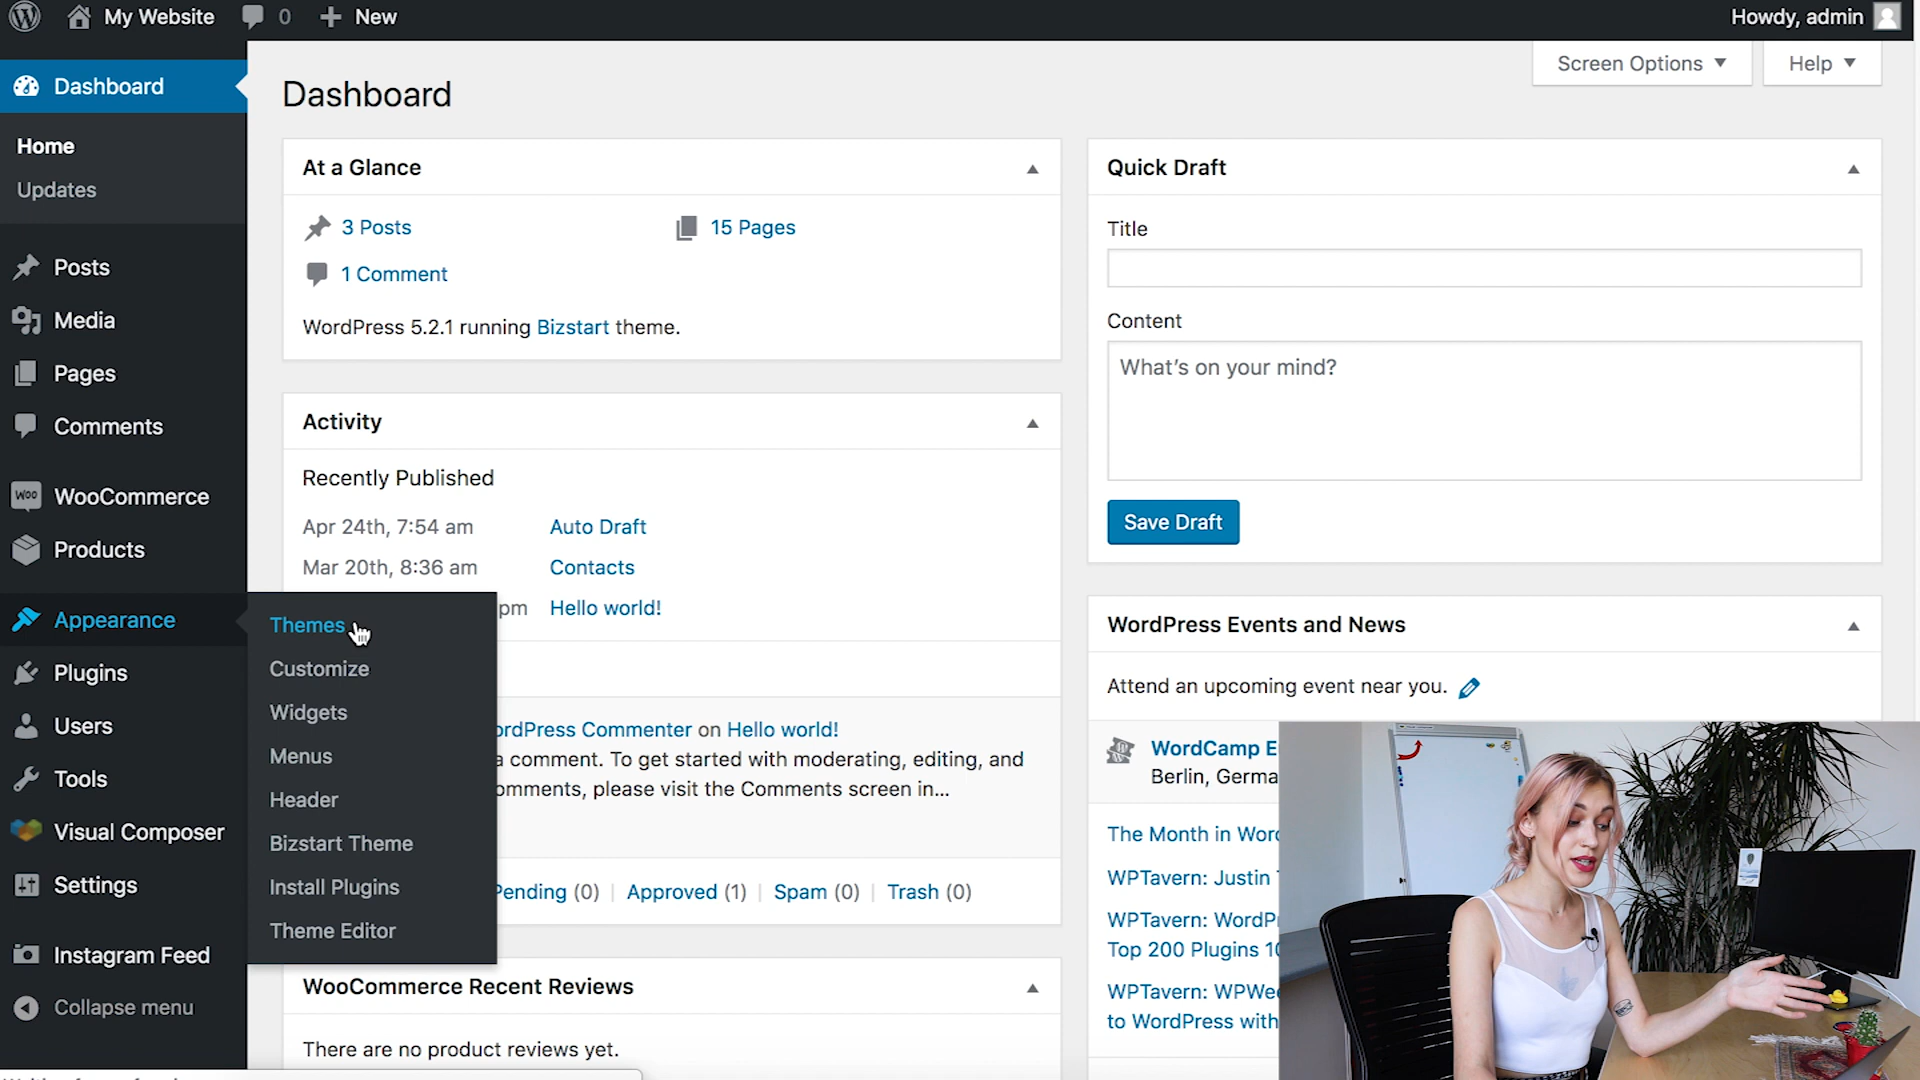 My Website
0
New
Howdy, admin
Dashboard
Home
Updates
Posts
Media
Pages
Comments
WooCommerce
Products
Appearance
Plugins
Users
Tools
Visual Composer
Settings
Instagram Feed
Collapse menu
Themes
Customize
Widgets
Menus
Header
Bizstart Theme
Install Plugins
Theme Editor
Screen Options
Help
Dashboard
At a Glance
3 Posts
15 Pages
1 Comment
WordPress 5.2.1 running Bizstart theme.
Activity
Recently Published
Apr 24th, 7:54 am Auto Draft
Mar 20th, 8:36 am Contacts
pm Hello world!
ordPress Commenter on Hello world!
a comment. To get started with moderating, editing, and
omments, please visit the Comments screen in...
Pending (0) Approved (1) Spam (0) Trash (0)
WooCommerce Recent Reviews
There are no product reviews yet.
Quick Draft
Title
Content
What's on your mind?
Save Draft
WordPress Events and News
Attend an upcoming event near you.
WordCamp E
Berlin, Germa
The Month in Word
WPTavern: Justin
WPTavern: WordP
Top 200 Plugins 10
WPTavern: WPWee
to WordPress with